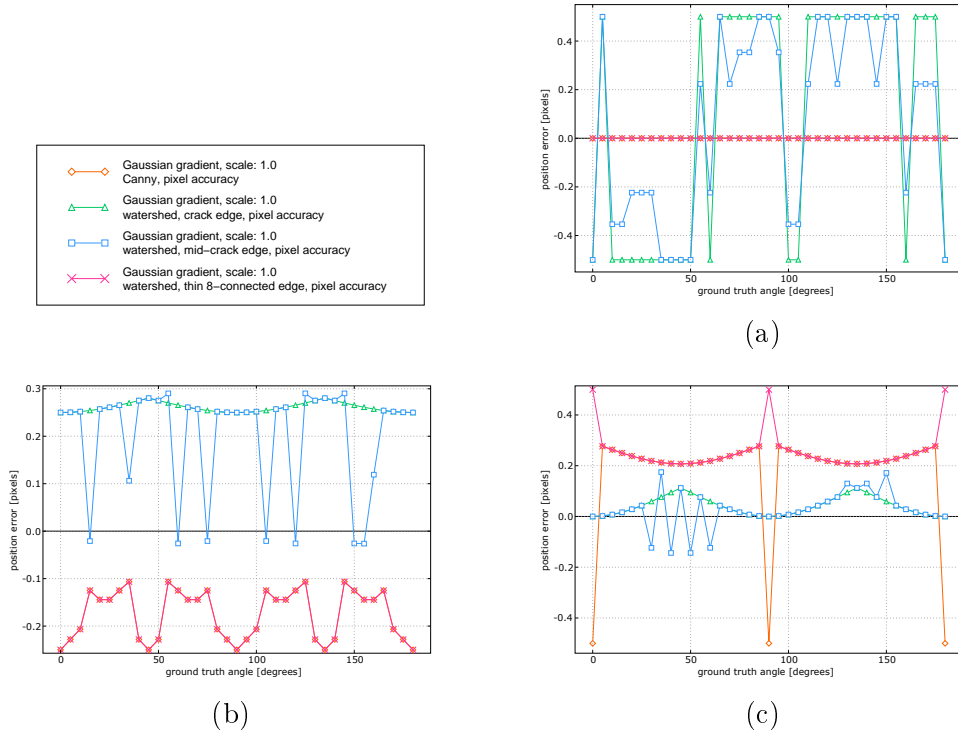 Gaussian gradient, scale: 1.0
Canny, pixel accuracy
Gaussian gradient, scale: 1.0
watershed, crack edge, pixel accuracy
Gaussian gradient, scale: 1.0
watershed, mid−crack edge, pixel accuracy
Gaussian gradient, scale: 1.0
watershed, thin 8−connected edge, pixel accuracy
position error [pixels]
0.4
0.2
0.0
-0.2
-0.4
0 50 100 150
ground truth angle [degrees]
(a)
position error [pixels]
0.3
0.2
0.1
0.0
-0.1
-0.2
0 50 100 150
ground truth angle [degrees]
(b)
position error [pixels]
0.4
0.2
0.0
-0.2
-0.4
0 50 100 150
ground truth angle [degrees]
(c)